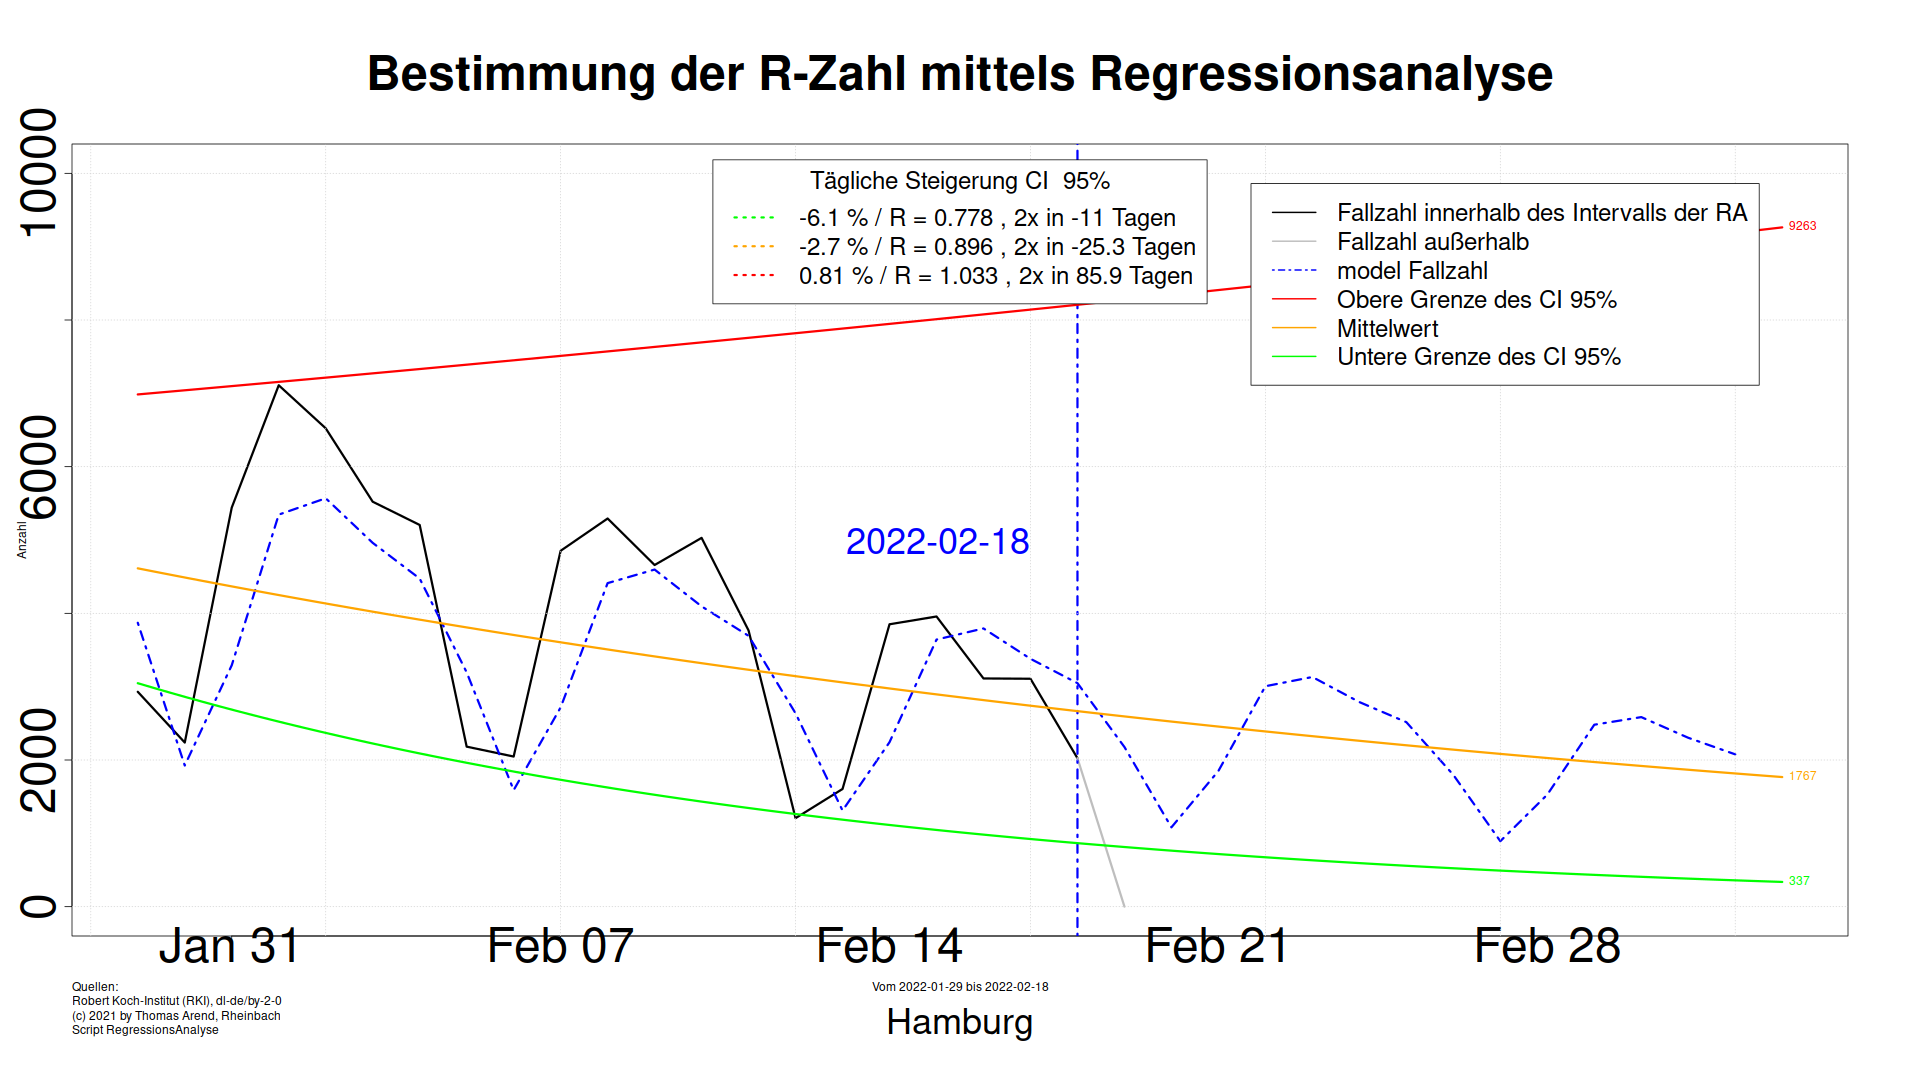 Bestimmung der R-Zahl mittels Regressionsanalyse
10000
6000
2000
0
Anzahl
Tägliche Steigerung CI  95%
-6.1 % / R = 0.778 , 2x in -11 Tagen
-2.7 % / R = 0.896 , 2x in -25.3 Tagen
0.81 % / R = 1.033 , 2x in 85.9 Tagen
Fallzahl innerhalb des Intervalls der RA
Fallzahl außerhalb
model Fallzahl
Obere Grenze des CI 95%
Mittelwert
Untere Grenze des CI 95%
9263
2022-02-18
1767
337
Jan 31 Feb 07 Feb 14 Feb 21 Feb 28
Quellen:
Robert Koch-Institut (RKI), dl-de/by-2-0
(c) 2021 by Thomas Arend, Rheinbach
Script RegressionsAnalyse
Vom 2022-01-29 bis 2022-02-18
Hamburg